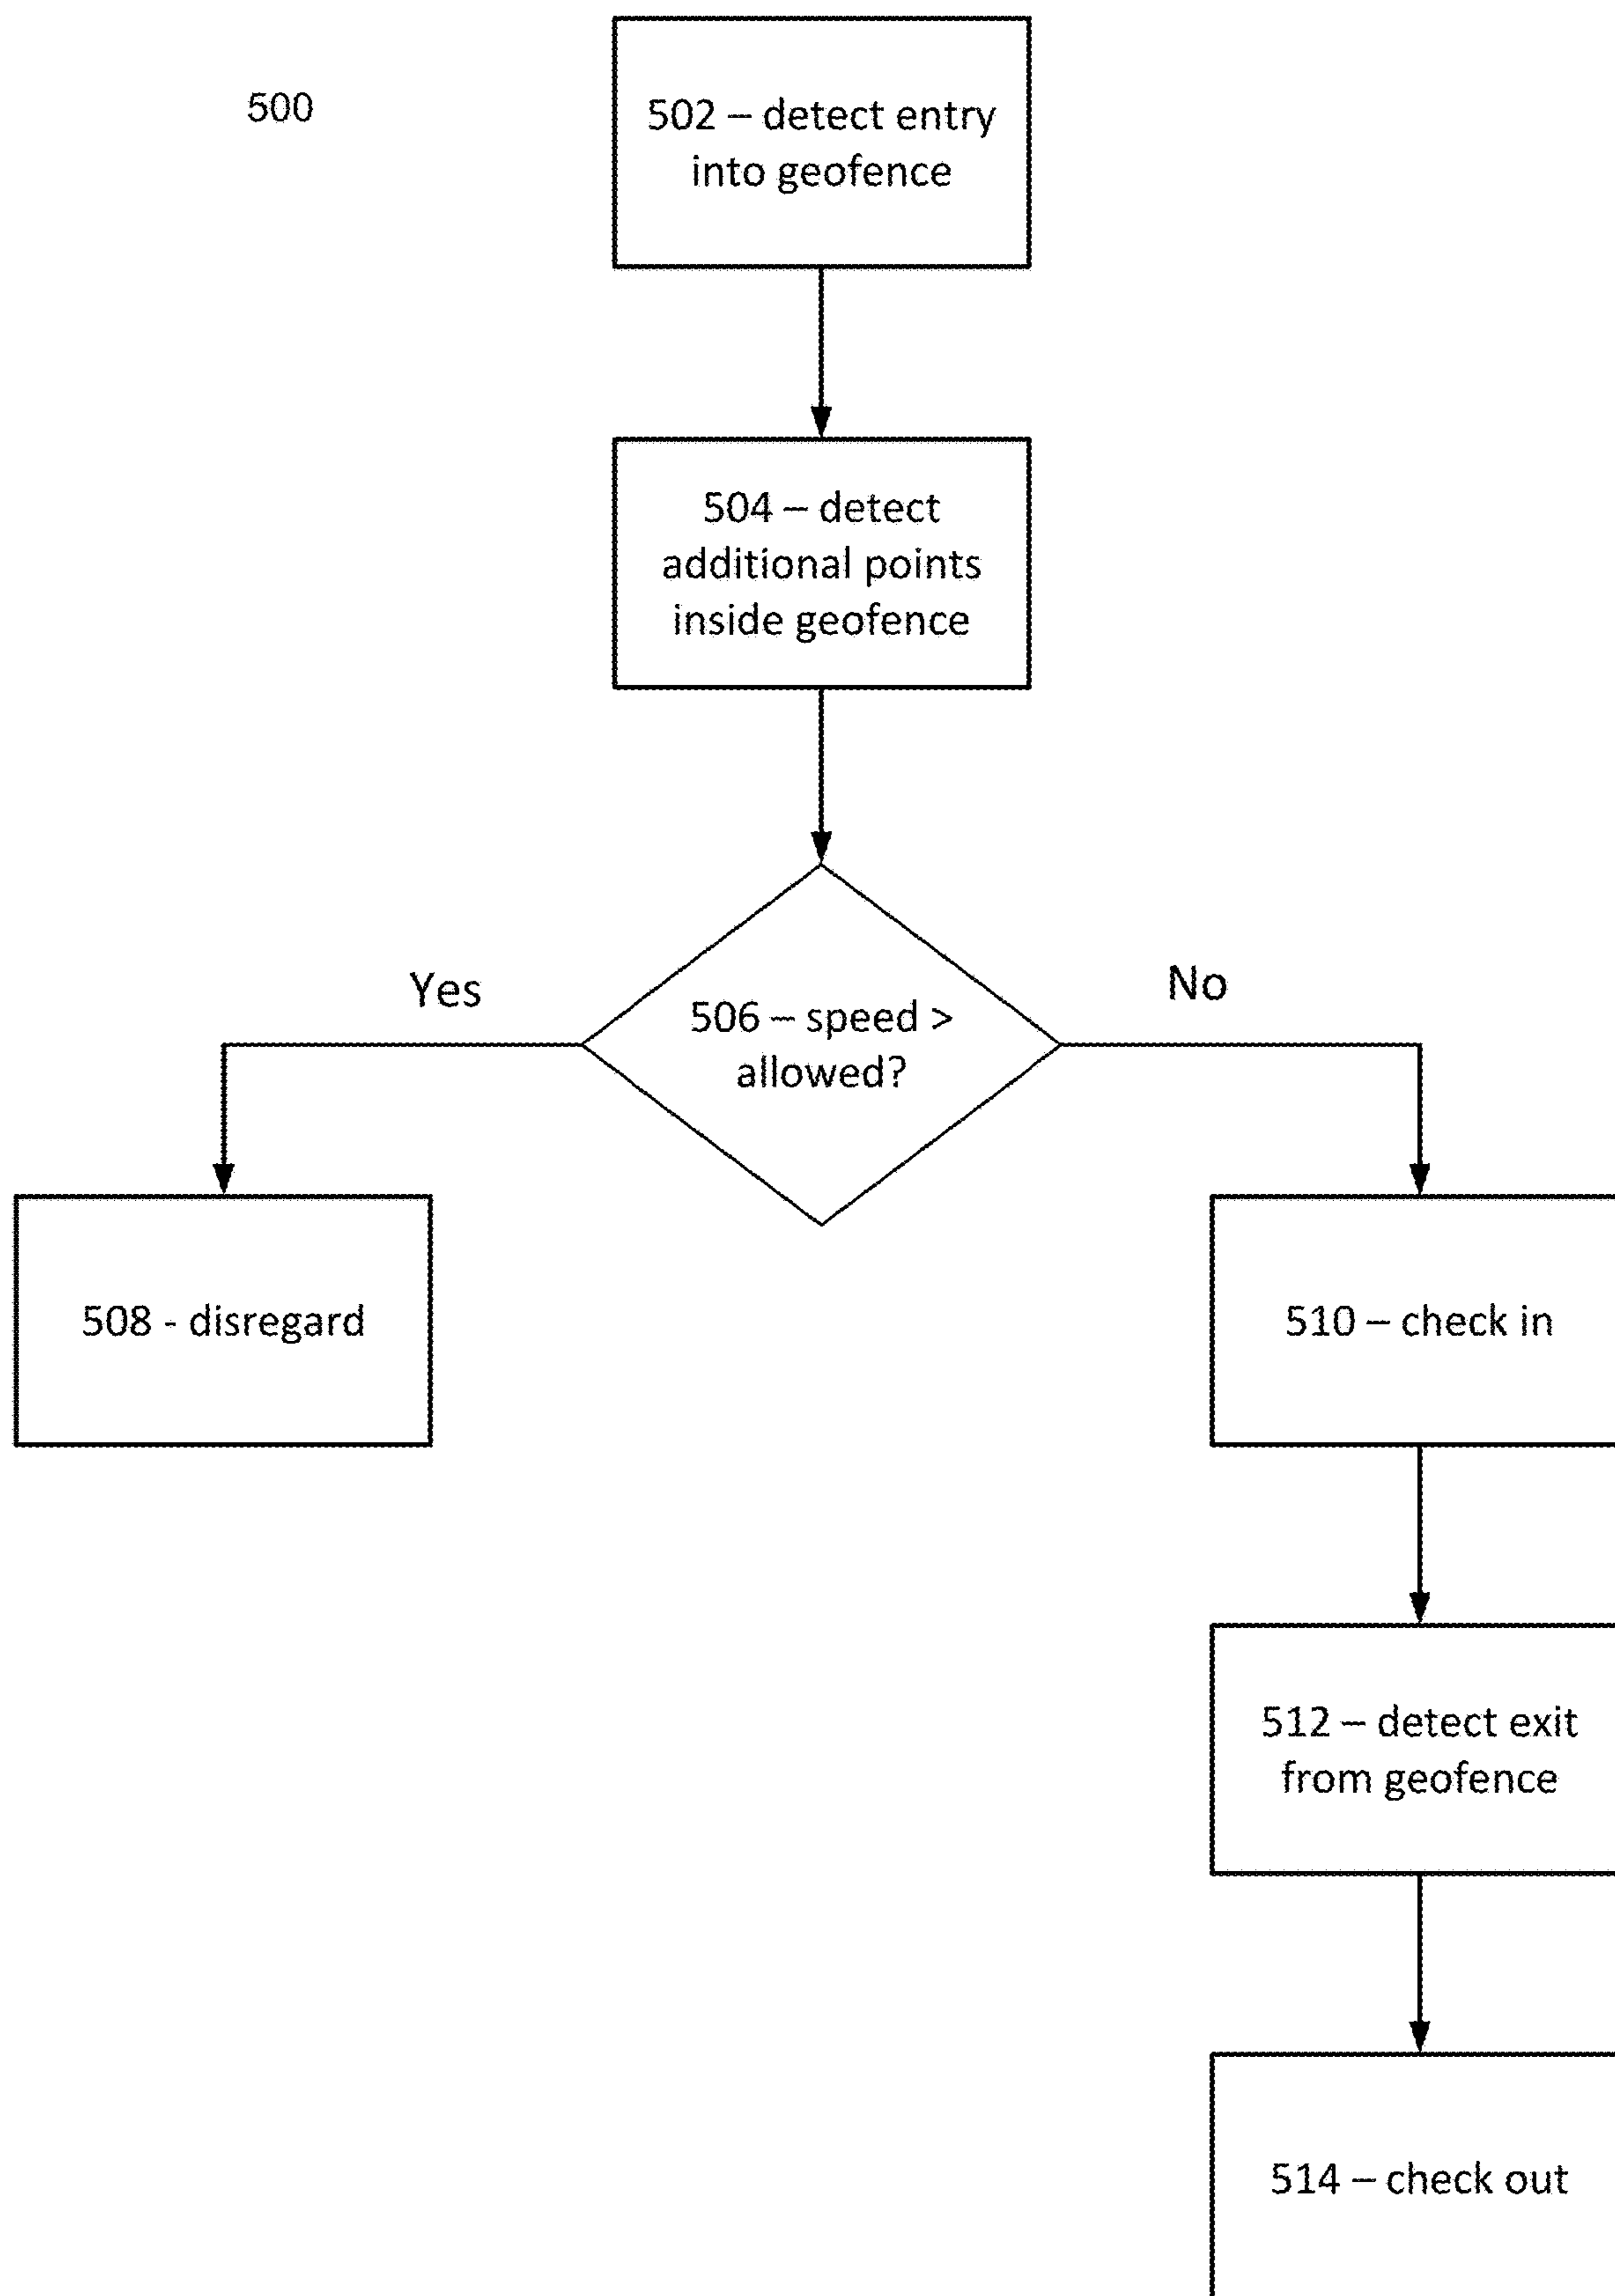 500
502 – detect entry
into geofence
504 – detect
additional points
inside geofence
Yes
No
506 – speed >
allowed?
508 - disregard
510 – check in
512 – detect exit
from geofence
514 – check out